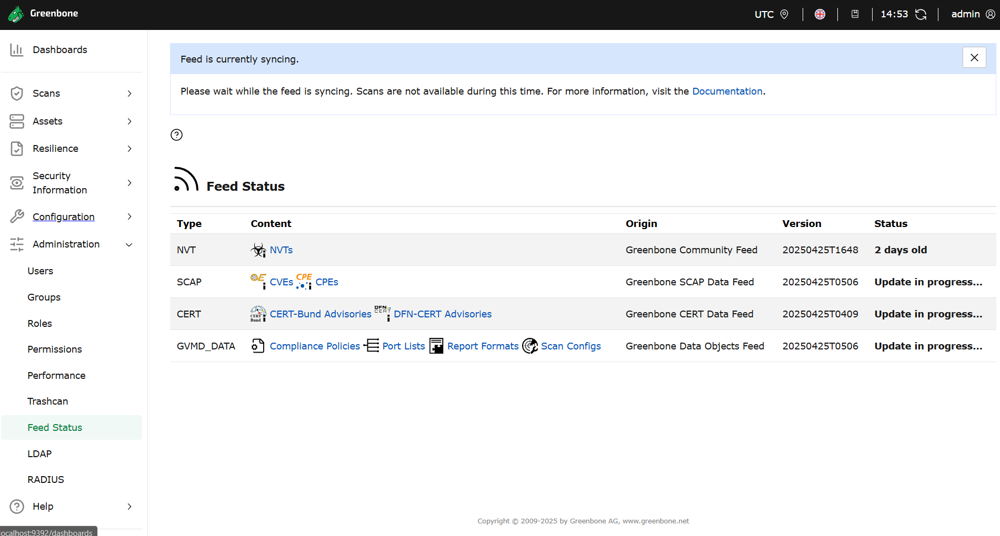 Greenbone
UTC
14:53
admin
Dashboards
Scans
Assets
Resilience
Security
Information
Configuration
Administration
Users
Groups
Roles
Permissions
Performance
Trashcan
Feed Status
LDAP
RADIUS
Help
ocalhost:9392/dashboards
Feed is currently syncing.
Please wait while the feed is syncing. Scans are not available during this time. For more information, visit the Documentation.
Feed Status
Type Content Origin Version Status
NVT NVTs Greenbone Community Feed 20250425T1648 2 days old
SCAP CVE CVEs CPE CPEs Greenbone SCAP Data Feed 20250425T0506 Update in progress...
CERT CERT Bund CERT-Bund Advisories DFN CERT DFN-CERT Advisories Greenbone CERT Data Feed 20250425T0409 Update in progress...
GVMD_DATA Compliance Policies Port Lists Report Formats Scan Configs Greenbone Data Objects Feed 20250425T0506 Update in progress...
Copyright © 2009-2025 by Greenbone AG, www.greenbone.net